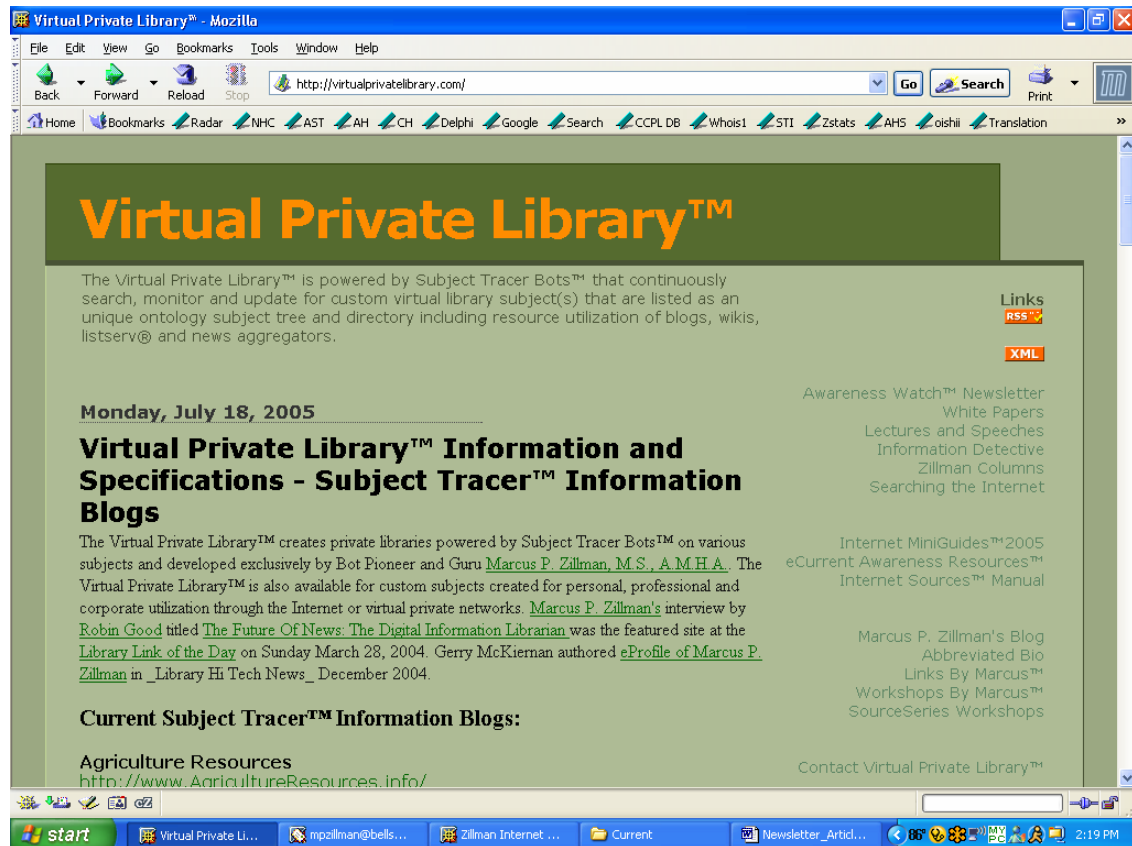 Virtual Private Library™ - Mozilla
File Edit View Go Bookmarks Tools Window Help
Back Forward Reload Stop http://virtualprivatelibrary.com/ Go Search Print
Home Bookmarks Radar NHC AST AH CH Delphi Google Search CCPL DB Whois1 STI Zstats AHS oishii Translation »
Virtual Private Library™
The Virtual Private Library™ is powered by Subject Tracer Bots™ that continuously
search, monitor and update for custom virtual library subject(s) that are listed as an
unique ontology subject tree and directory including resource utilization of blogs, wikis,
listserv® and news aggregators.
Monday, July 18, 2005
Virtual Private Library™ Information and
Specifications - Subject Tracer™ Information
Blogs
The Virtual Private Library™ creates private libraries powered by Subject Tracer Bots™ on various
subjects and developed exclusively by Bot Pioneer and Guru Marcus P. Zillman, M.S., A.M.H.A.. The
Virtual Private Library™ is also available for custom subjects created for personal, professional and
corporate utilization through the Internet or virtual private networks. Marcus P. Zillman's interview by
Robin Good titled The Future Of News: The Digital Information Librarian was the featured site at the
Library Link of the Day on Sunday March 28, 2004. Gerry McKiernan authored eProfile of Marcus P.
Zillman in _Library Hi Tech News_ December 2004.
Current Subject Tracer™ Information Blogs:
Agriculture Resources
http://www.AgricultureResources.info/
Links
RSS
XML
Awareness Watch™ Newsletter
White Papers
Lectures and Speeches
Information Detective
Zillman Columns
Searching the Internet
Internet MiniGuides™2005
eCurrent Awareness Resources™
Internet Sources™ Manual
Marcus P. Zillman's Blog
Abbreviated Bio
Links By Marcus™
Workshops By Marcus™
SourceSeries Workshops
Contact Virtual Private Library™
start Virtual Private Li... mpzillman@bells... Zillman Internet ... Current Newsletter_Articl... 86° MY PC 2:19 PM